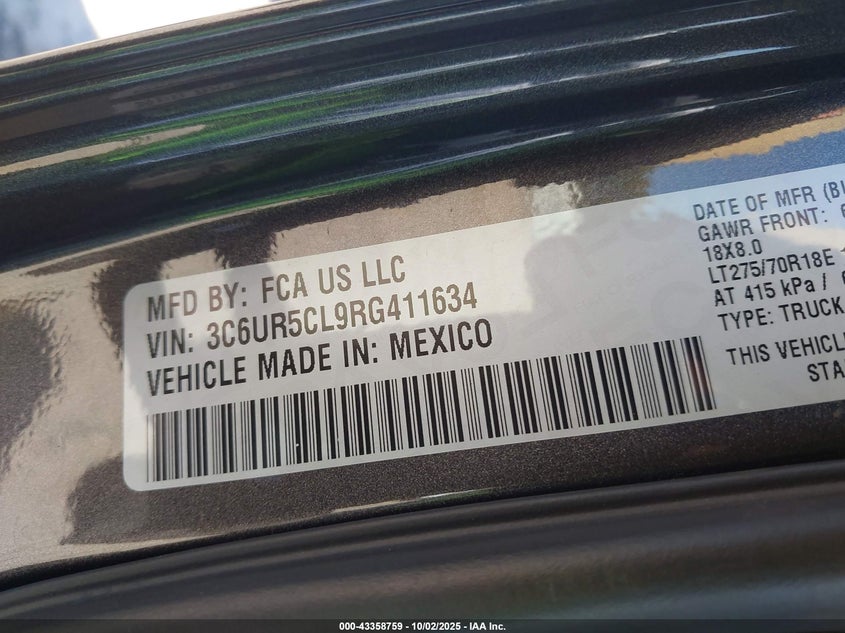 MFD BY: FCA US LLC
VIN: 3C6UR5CL9RG411634
VEHICLE MADE IN: MEXICO
DATE OF MFR
GAWR FRONT:
18X8.0
LT275/70R18E
AT 415 kPa /
TYPE: TRUCK
THIS VEHICLE
000-43358759 - 10/02/2025 - IAA Inc.